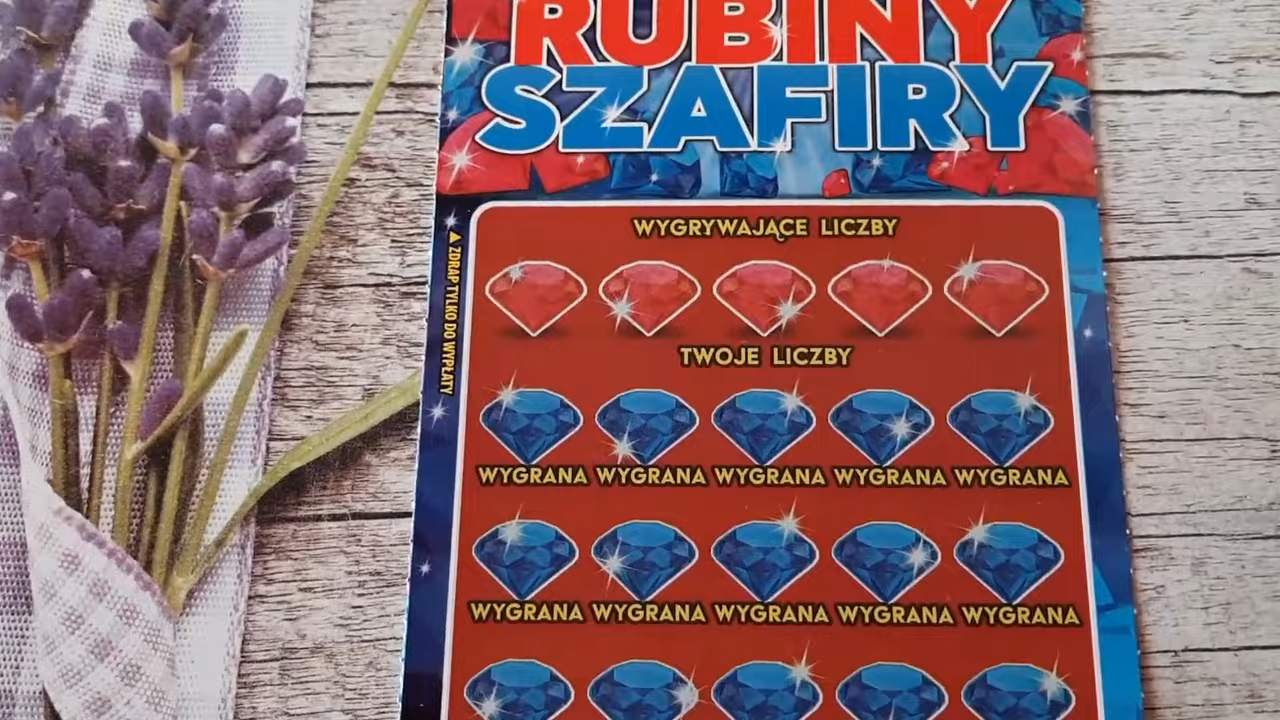 RUBINY
SZAFIRY
WYGRYWAJĄCE LICZBY
ZDRAP TYLKO DO WYPŁATY
TWOJE LICZBY
WYGRANA WYGRANA WYGRANA WYGRANA WYGRANA
WYGRANA WYGRANA WYGRANA WYGRANA WYGRANA